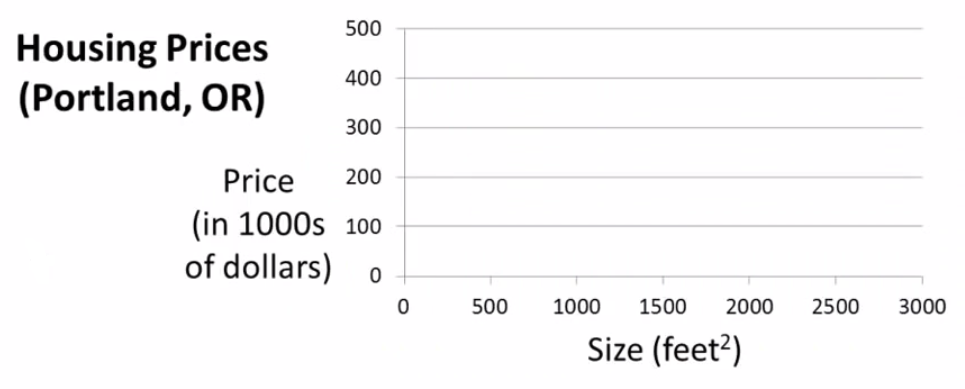 Housing Prices
(Portland, OR)
Price
(in 1000s
of dollars)
500
400
300
200
100
0
0 500 1000 1500 2000 2500 3000
Size (feet²)